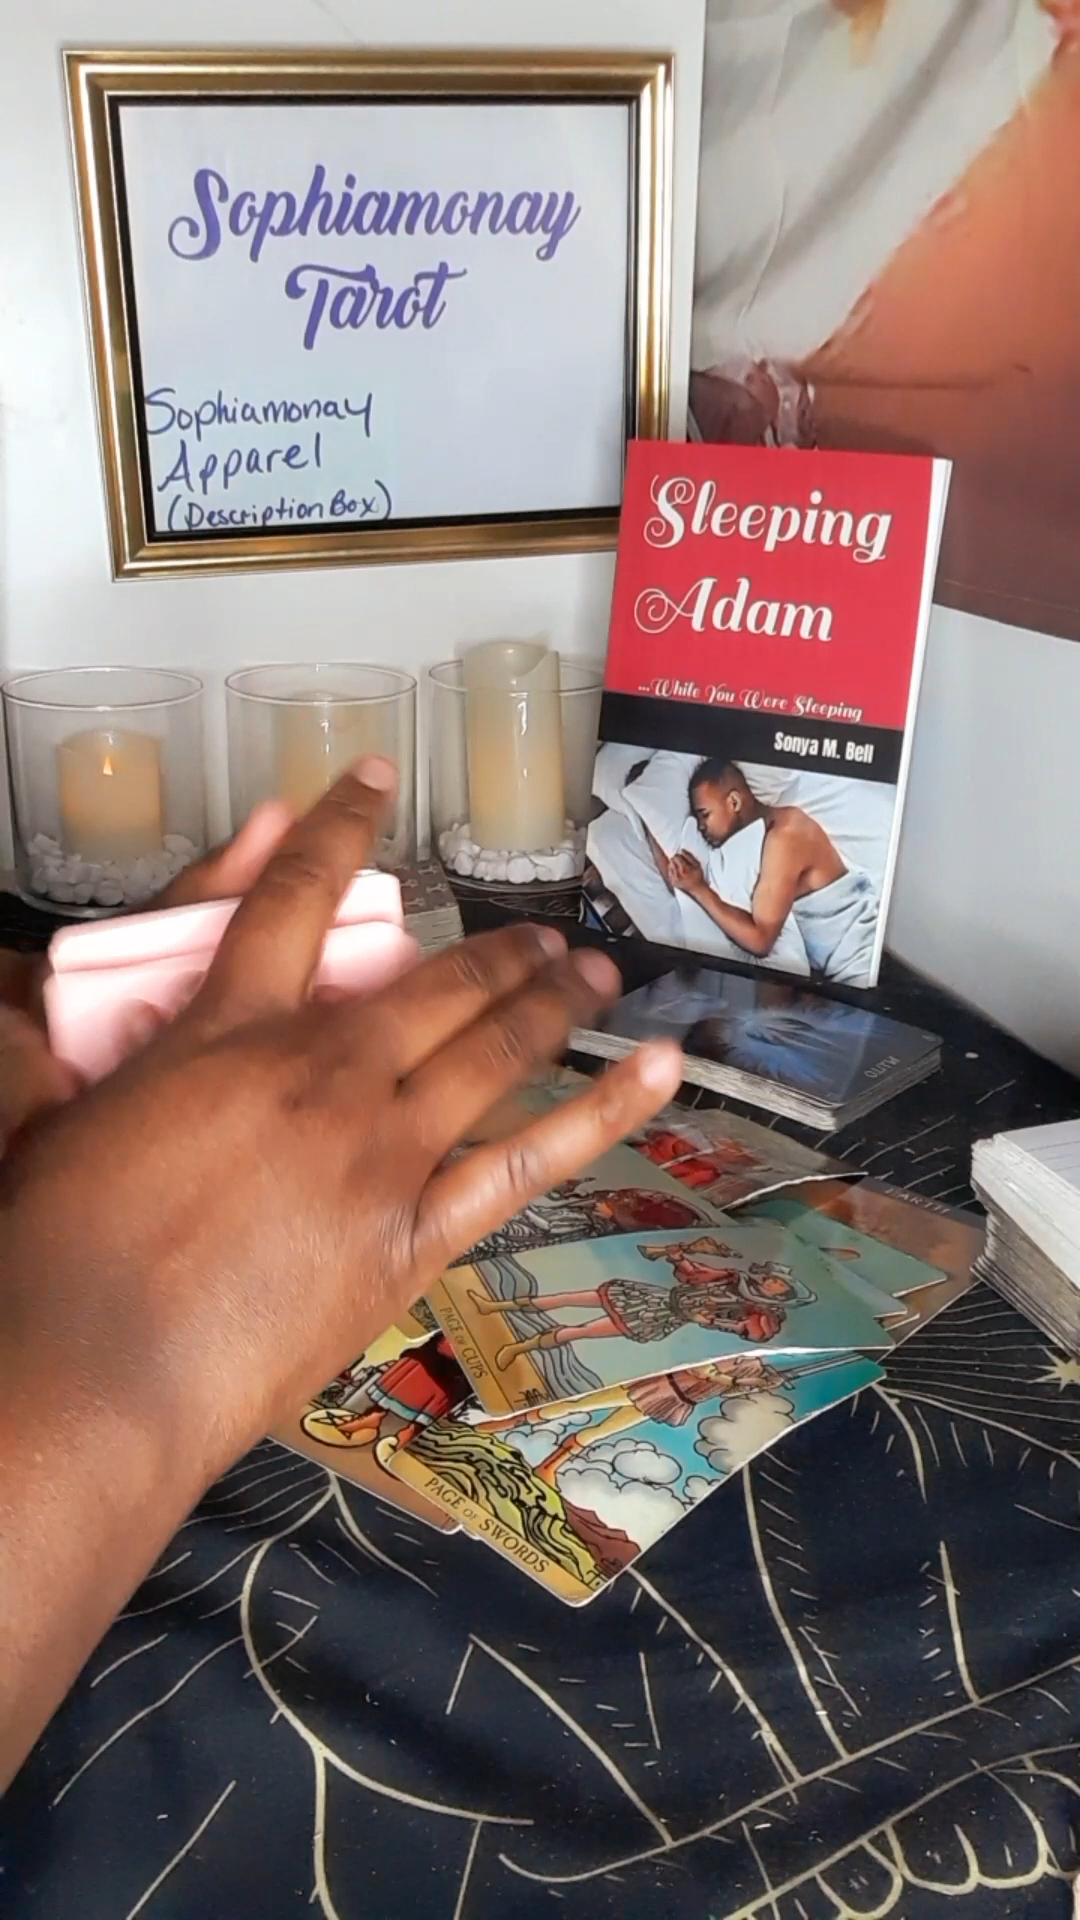 Sophiamonay
Tarot
Sophiamonay
Apparel
(Description Box)
Sleeping
Adam
...While You Were Sleeping
Sonya M. Bell
PLUTO
EARTH
PAGE OF CUPS
PAGE OF SWORDS